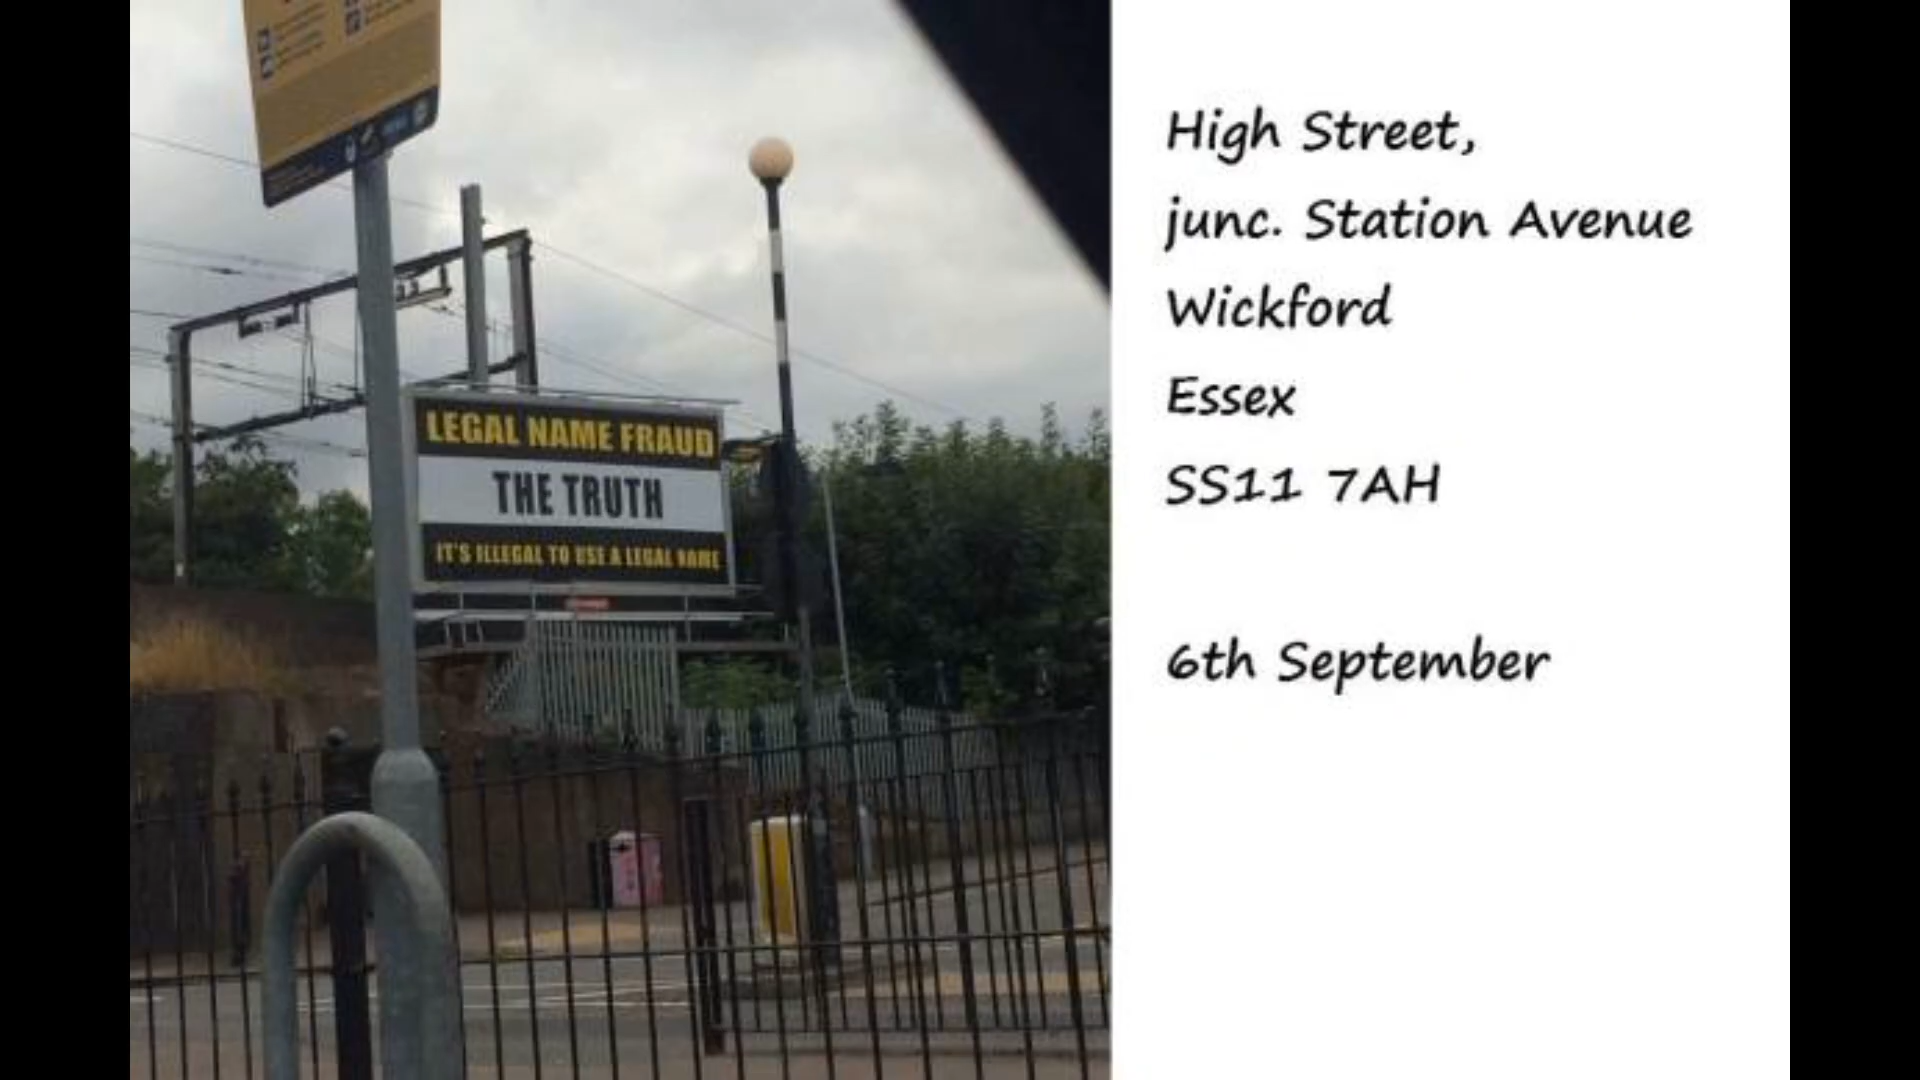 LEGAL NAME FRAUD
THE TRUTH
IT'S ILLEGAL TO USE A LEGAL NAME
High Street,
junc. Station Avenue
Wickford
Essex
SS11 7AH
6th September